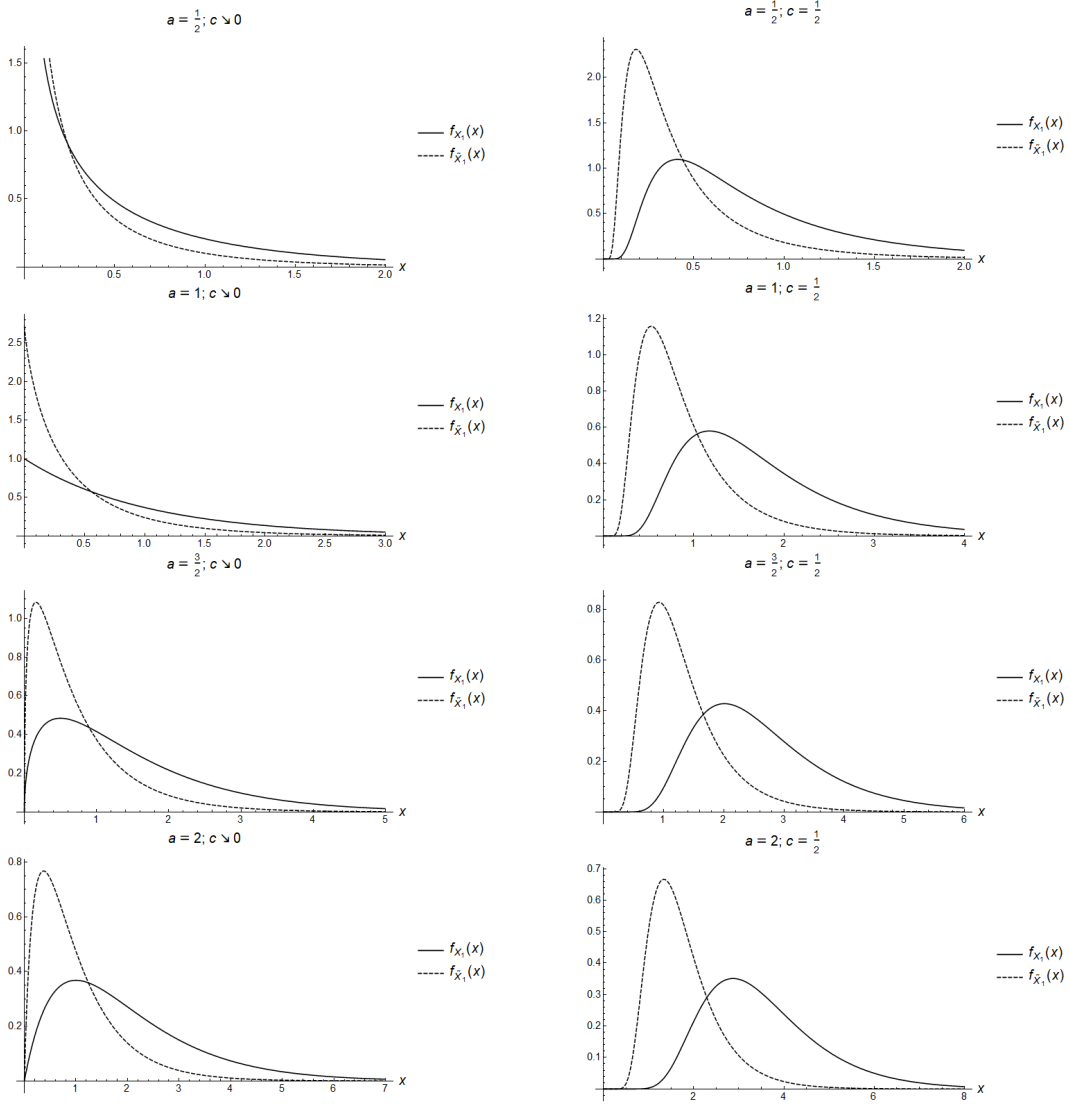 a = 1/2; c ↘ 0
1.5
1.0
0.5
0.5 1.0 1.5 2.0 x
f_{X_1}(x)
f_{X̃_1}(x)
a = 1/2; c = 1/2
2.0
1.5
1.0
0.5
0.5 1.0 1.5 2.0 x
f_{X_1}(x)
f_{X̃_1}(x)
a = 1; c ↘ 0
2.5
2.0
1.5
1.0
0.5
0.5 1.0 1.5 2.0 2.5 3.0 x
f_{X_1}(x)
f_{X̃_1}(x)
a = 1; c = 1/2
1.2
1.0
0.8
0.6
0.4
0.2
1 2 3 4 x
f_{X_1}(x)
f_{X̃_1}(x)
a = 3/2; c ↘ 0
1.0
0.8
0.6
0.4
0.2
1 2 3 4 5 x
f_{X_1}(x)
f_{X̃_1}(x)
a = 3/2; c = 1/2
0.8
0.6
0.4
0.2
1 2 3 4 5 6 x
f_{X_1}(x)
f_{X̃_1}(x)
a = 2; c ↘ 0
0.8
0.6
0.4
0.2
1 2 3 4 5 6 7 x
f_{X_1}(x)
f_{X̃_1}(x)
a = 2; c = 1/2
0.7
0.6
0.5
0.4
0.3
0.2
0.1
2 4 6 8 x
f_{X_1}(x)
f_{X̃_1}(x)